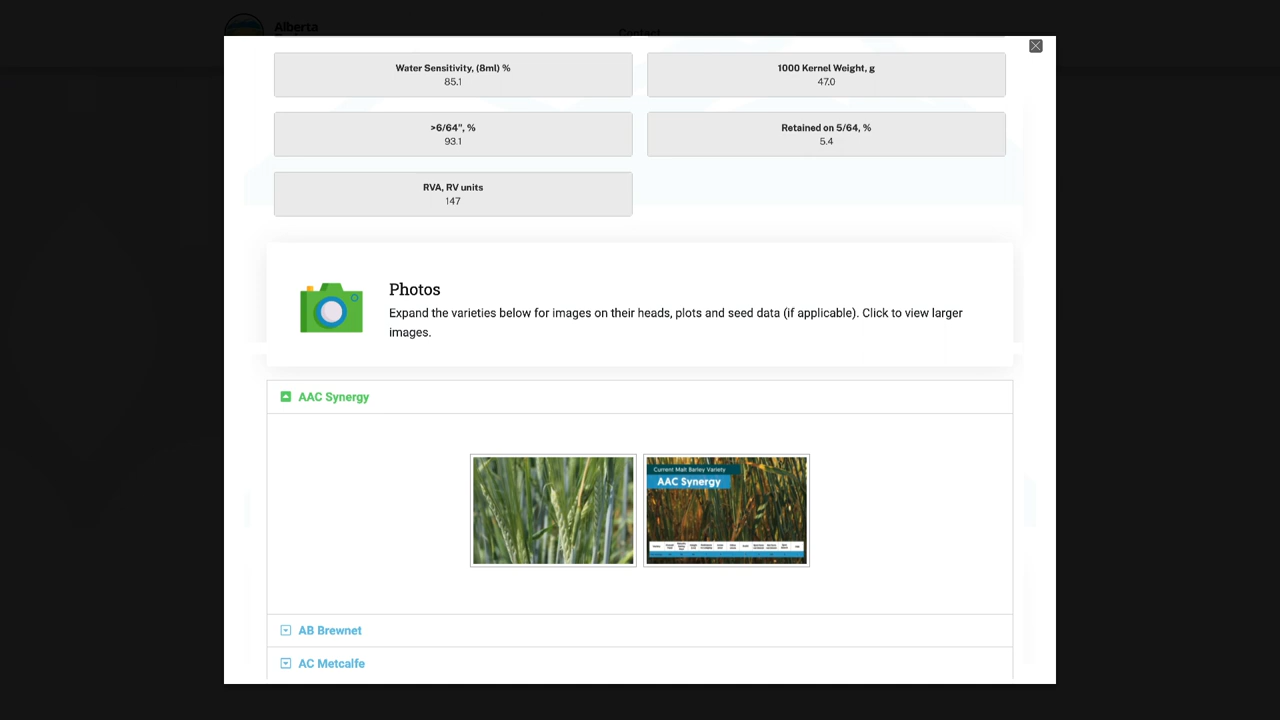 Alberta
Contact
Water Sensitivity, (8ml) %
85.1
1000 Kernel Weight, g
47.0
>6/64", %
93.1
Retained on 5/64, %
5.4
RVA, RV units
147
Photos
Expand the varieties below for images on their heads, plots and seed data (if applicable). Click to view larger
images.
AAC Synergy
Current Malt Barley Variety
AAC Synergy
AB Brewnet
AC Metcalfe